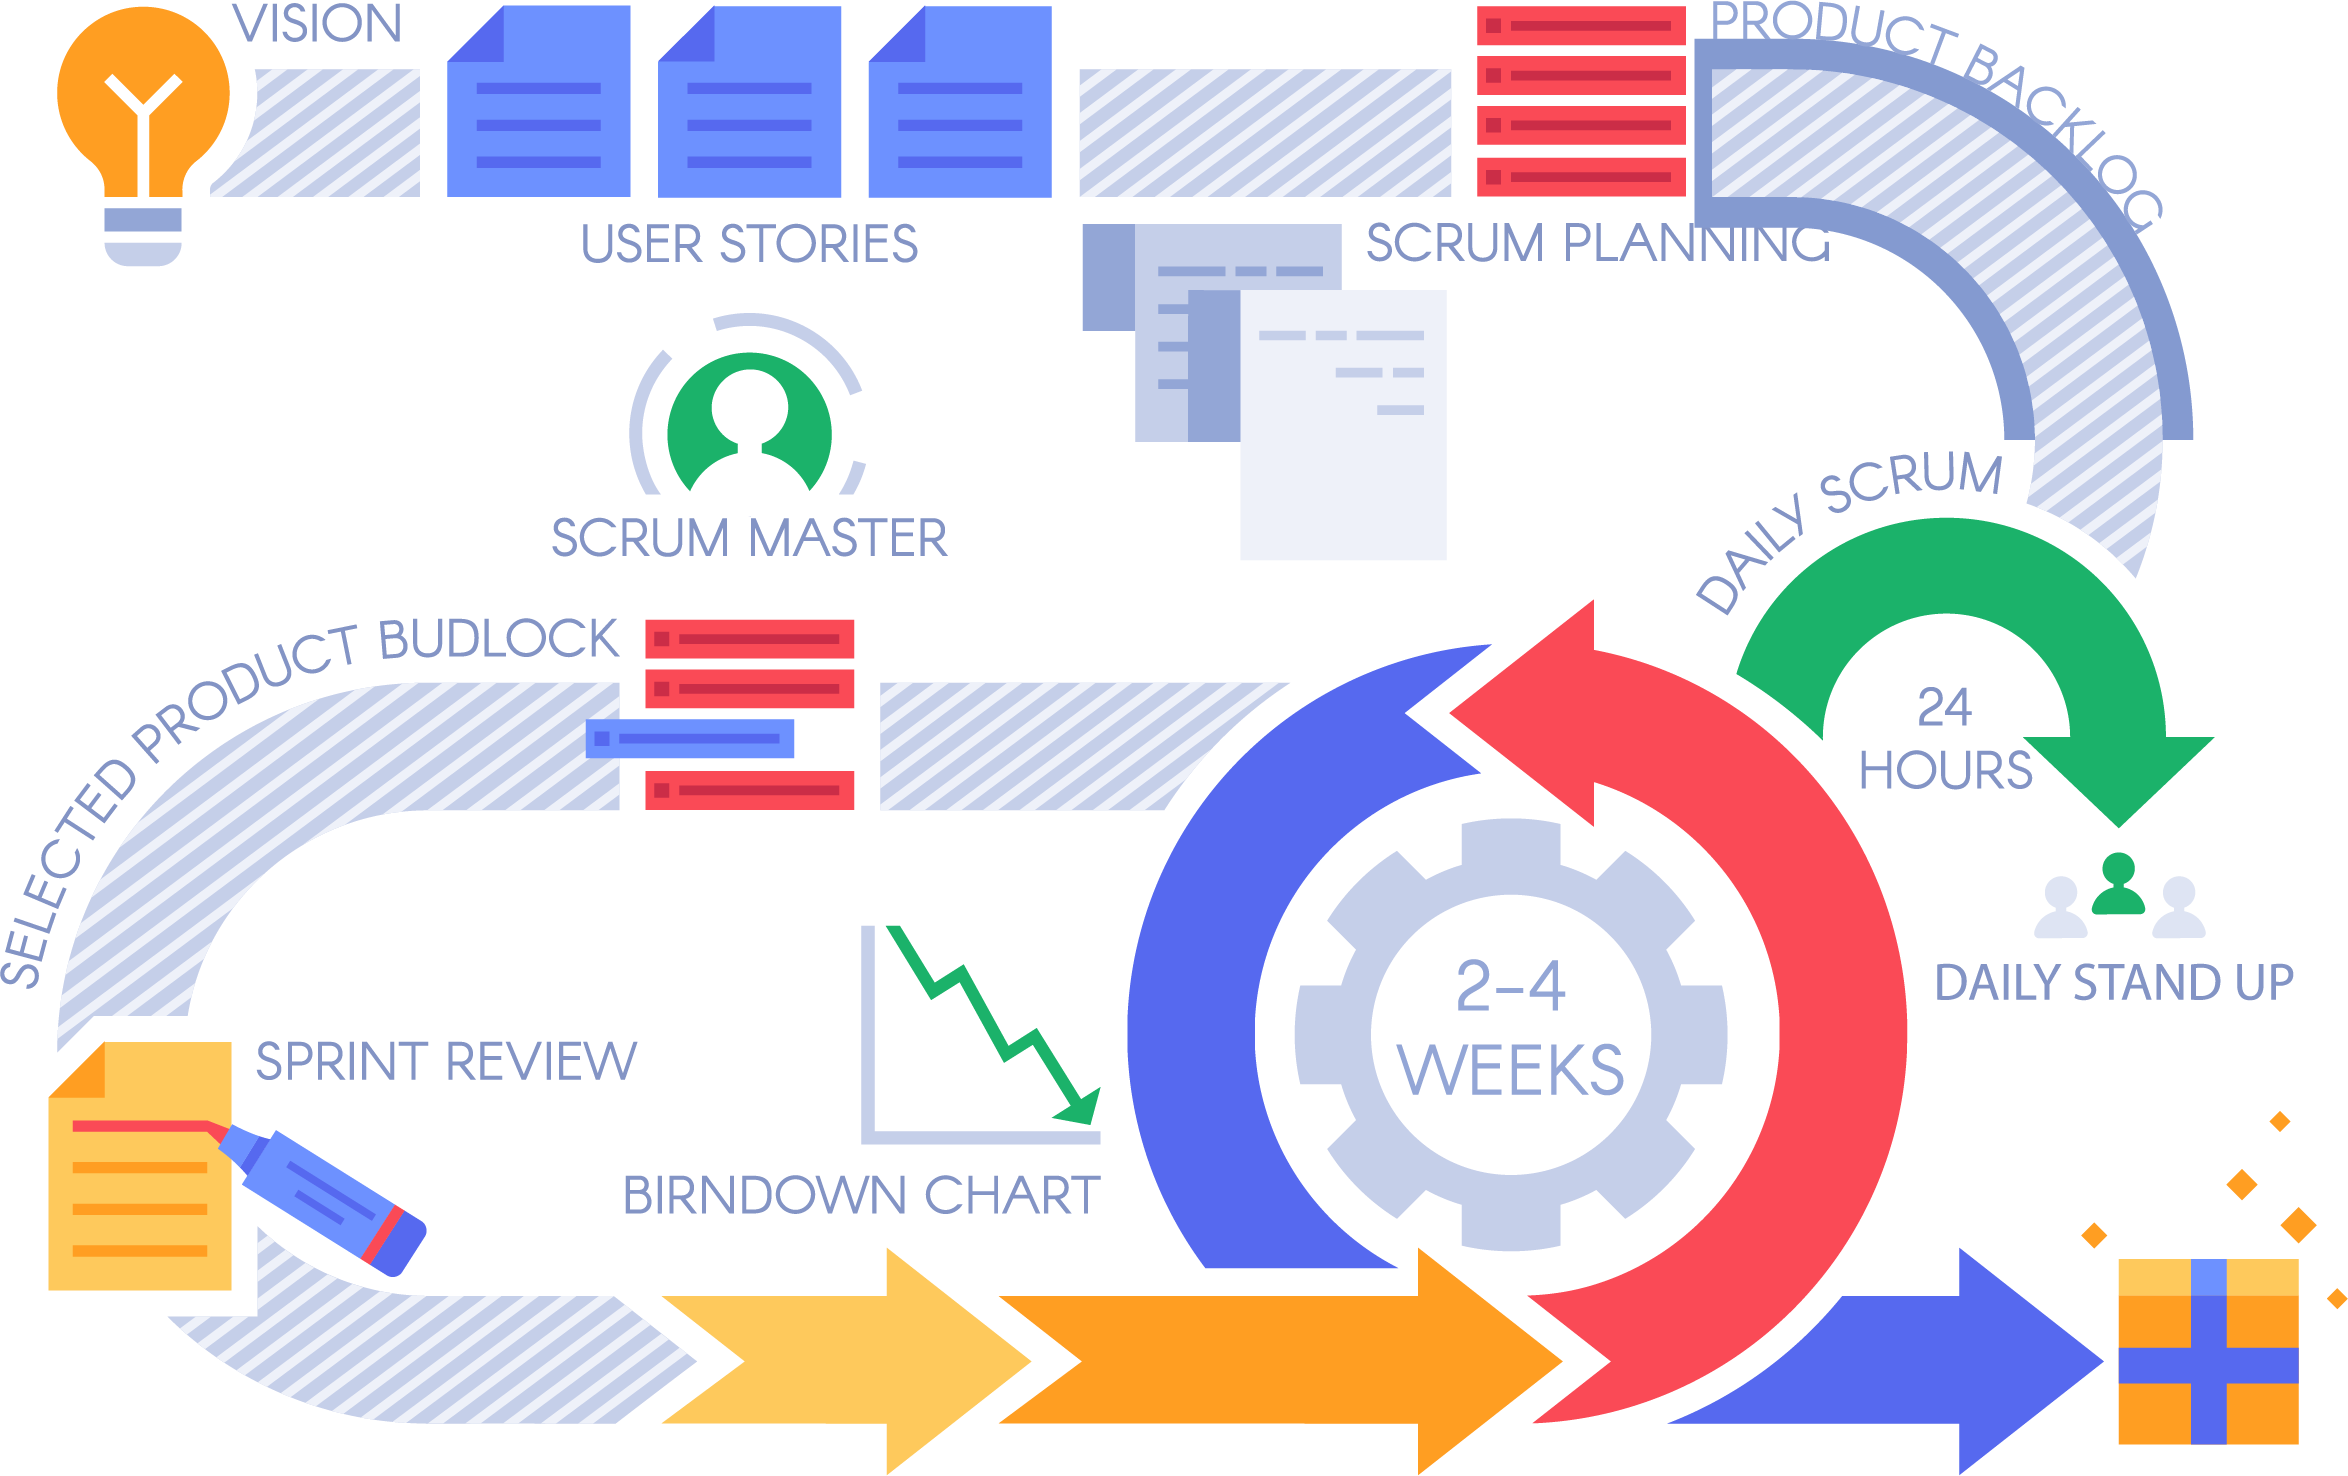 VISION
PRODUCT BACKLOG
USER STORIES
SCRUM PLANNING
SCRUM MASTER
DAILY SCRUM
SELECTED PRODUCT BUDLOCK
24
HOURS
2-4
WEEKS
DAILY STAND UP
SPRINT REVIEW
BIRNDOWN CHART